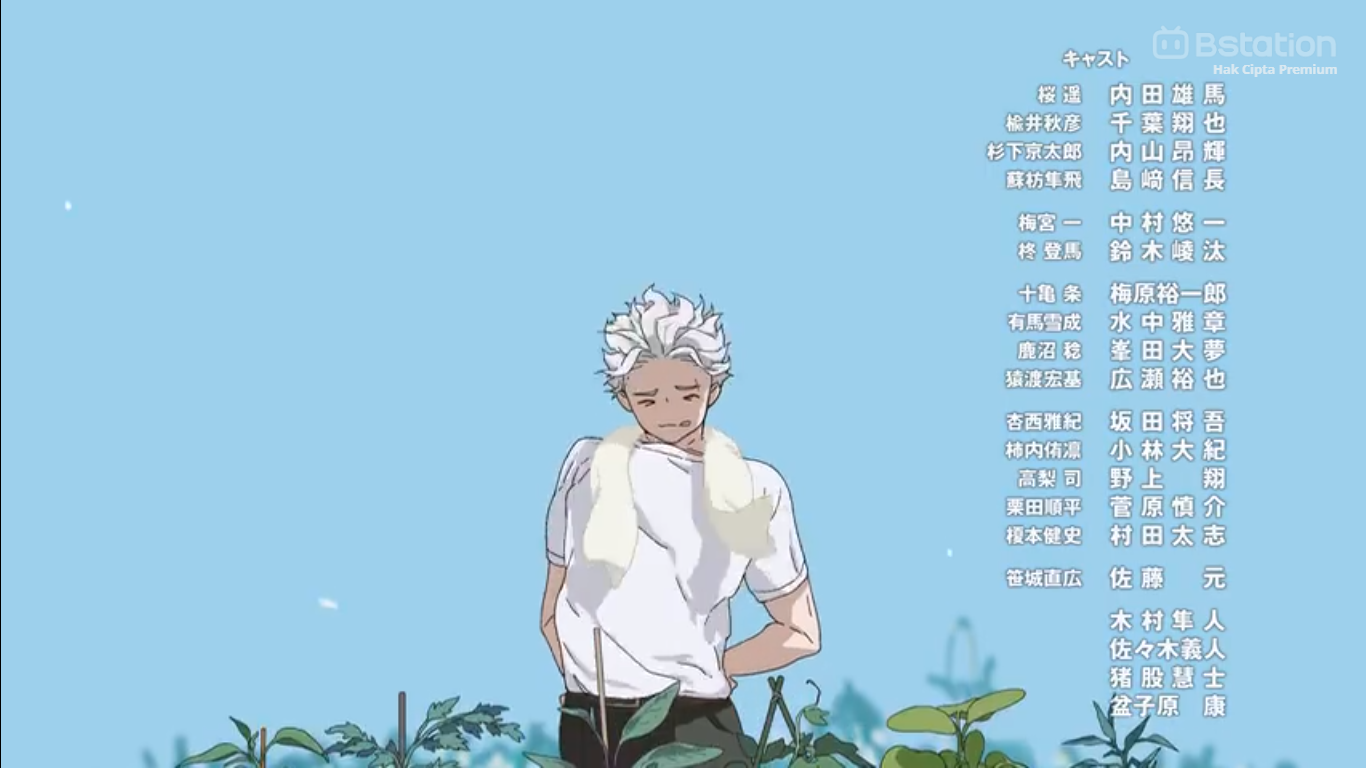 Bstation
Hak Cipta Premium
キャスト
桜 遥 内田雄馬
楡井秋彦 千葉翔也
杉下京太郎 内山昂輝
蘇枋隼飛 島﨑信長
梅宮 一 中村悠一
柊 登馬 鈴木崚汰
十亀 条 梅原裕一郎
有馬雪成 水中雅章
鹿沼 稔 峯田大夢
猿渡宏基 広瀬裕也
杏西雅紀 坂田将吾
柿内侑凛 小林大紀
高梨 司 野上 翔
栗田順平 菅原慎介
榎本健史 村田太志
笹城直広 佐藤 元
木村隼人
佐々木義人
猪股慧士
盆子原 康